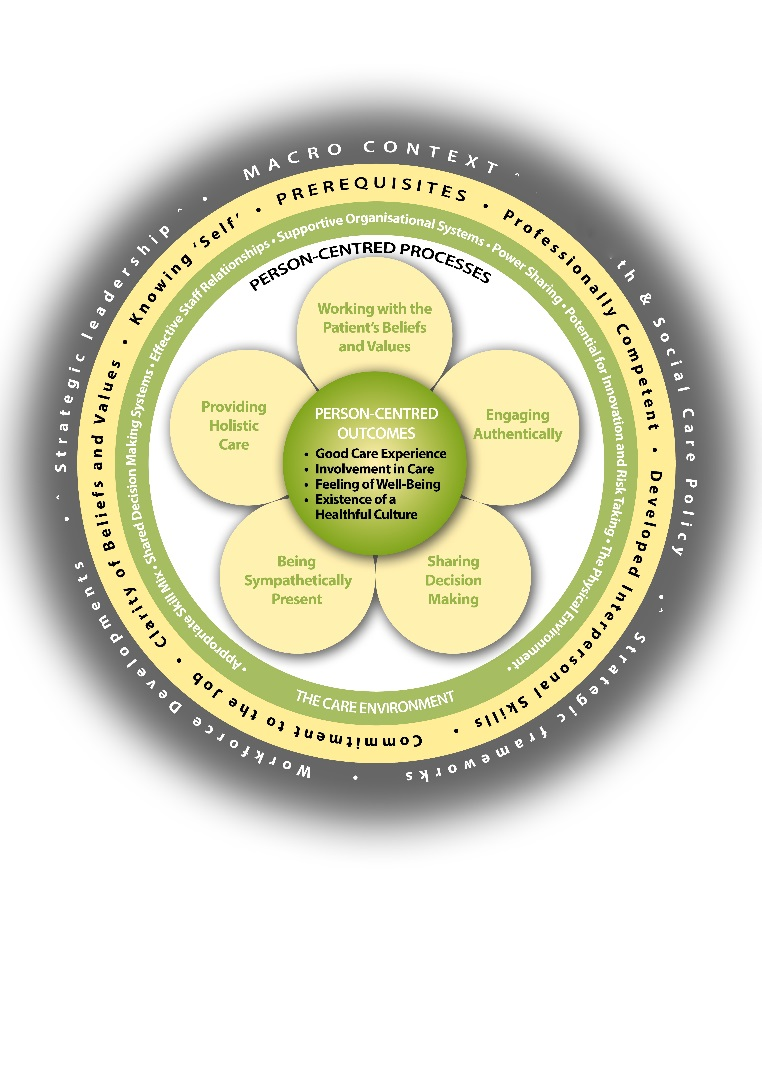 MACRO CONTEXT
th & Social Care Policy
Strategic frameworks
Workforce Developments
Strategic leadership
PREREQUISITES
Professionally Competent
Developed Interpersonal Skills
Commitment to the Job
Clarity of Beliefs and Values
Knowing ‘Self’
THE CARE ENVIRONMENT
Appropriate Skill Mix
Shared Decision Making Systems
Effective Staff Relationships
Supportive Organisational Systems
Power Sharing
Potential for Innovation and Risk Taking
The Physical Environment
PERSON-CENTRED PROCESSES
Working with the
Patient’s Beliefs
and Values
Engaging
Authentically
Sharing
Decision
Making
Being
Sympathetically
Present
Providing
Holistic
Care
PERSON-CENTRED
OUTCOMES
• Good Care Experience
• Involvement in Care
• Feeling of Well-Being
• Existence of a
Healthful Culture